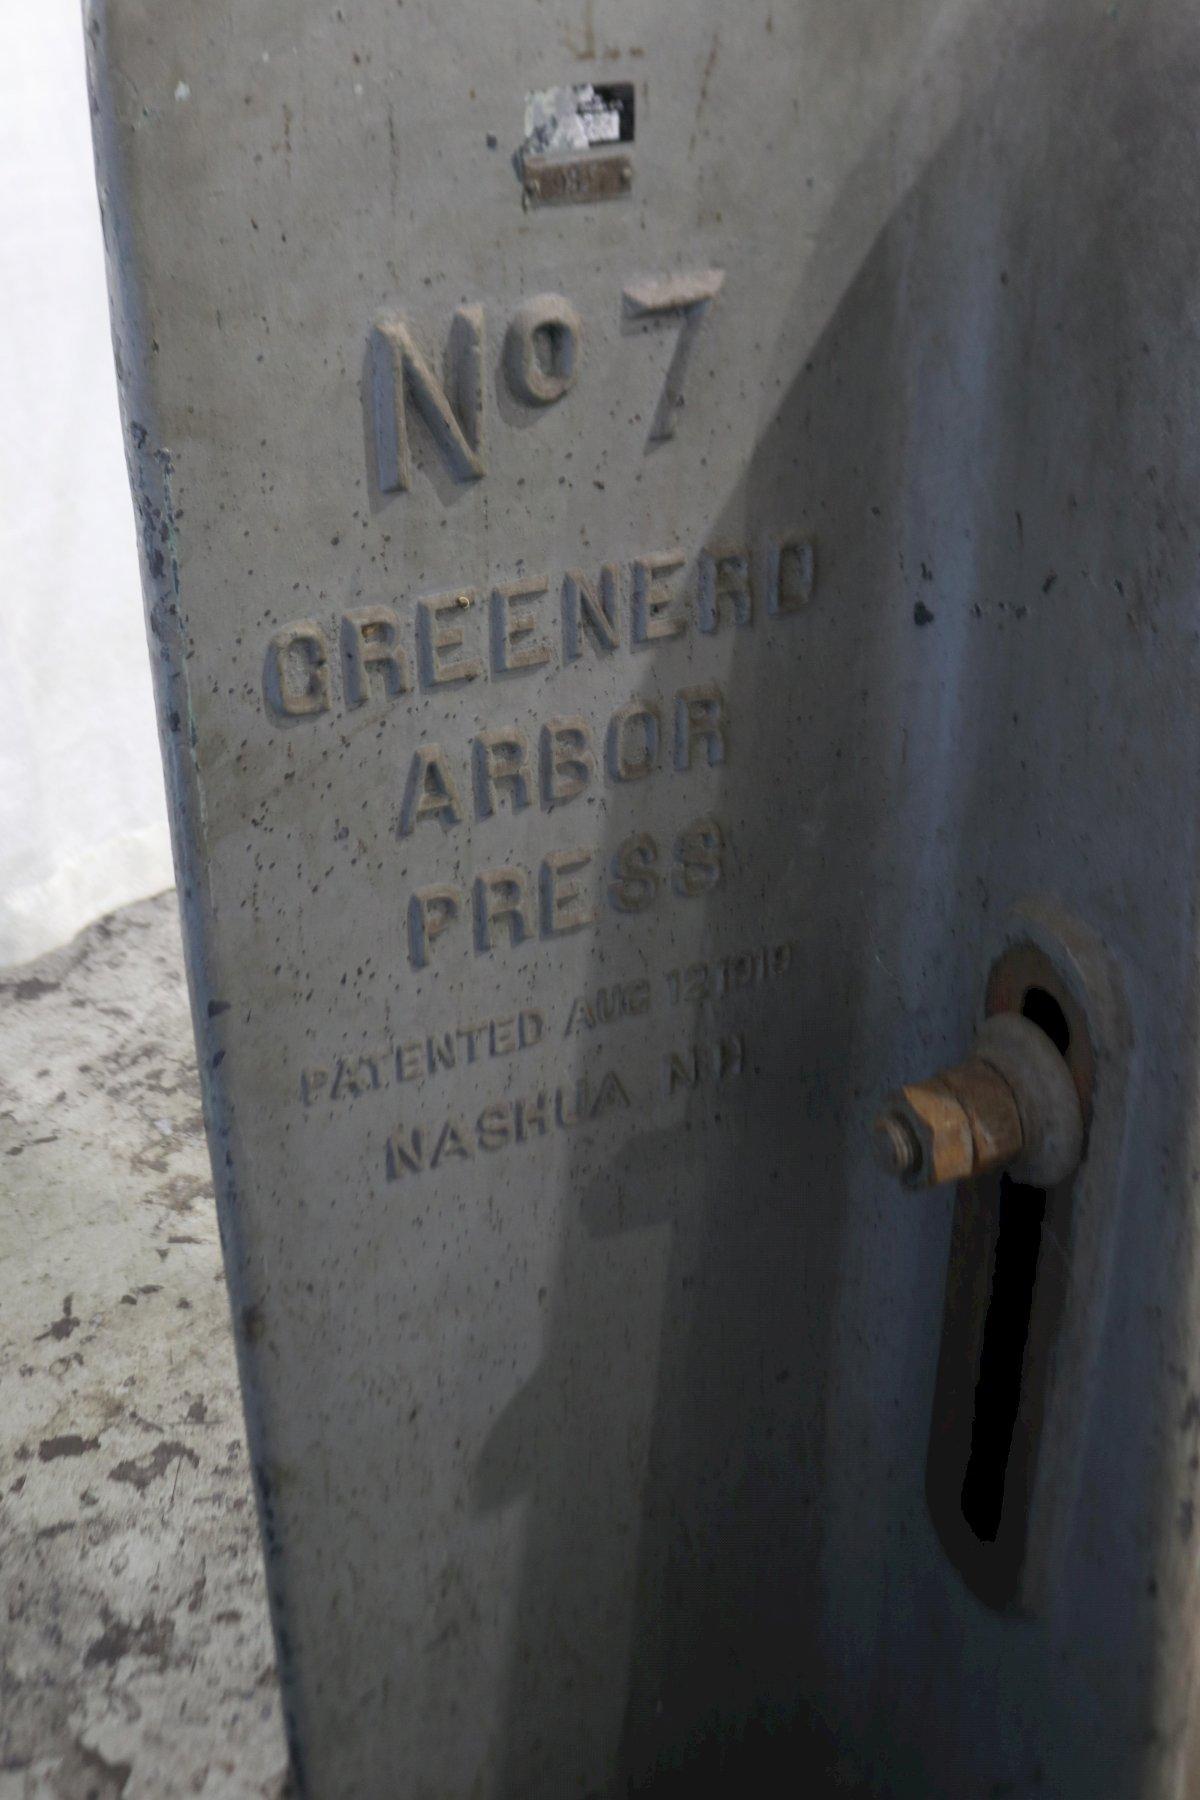 No 7
GREENERD
ARBOR
PRESS
PATENTED AUG 12 1919
NASHUA N.H.